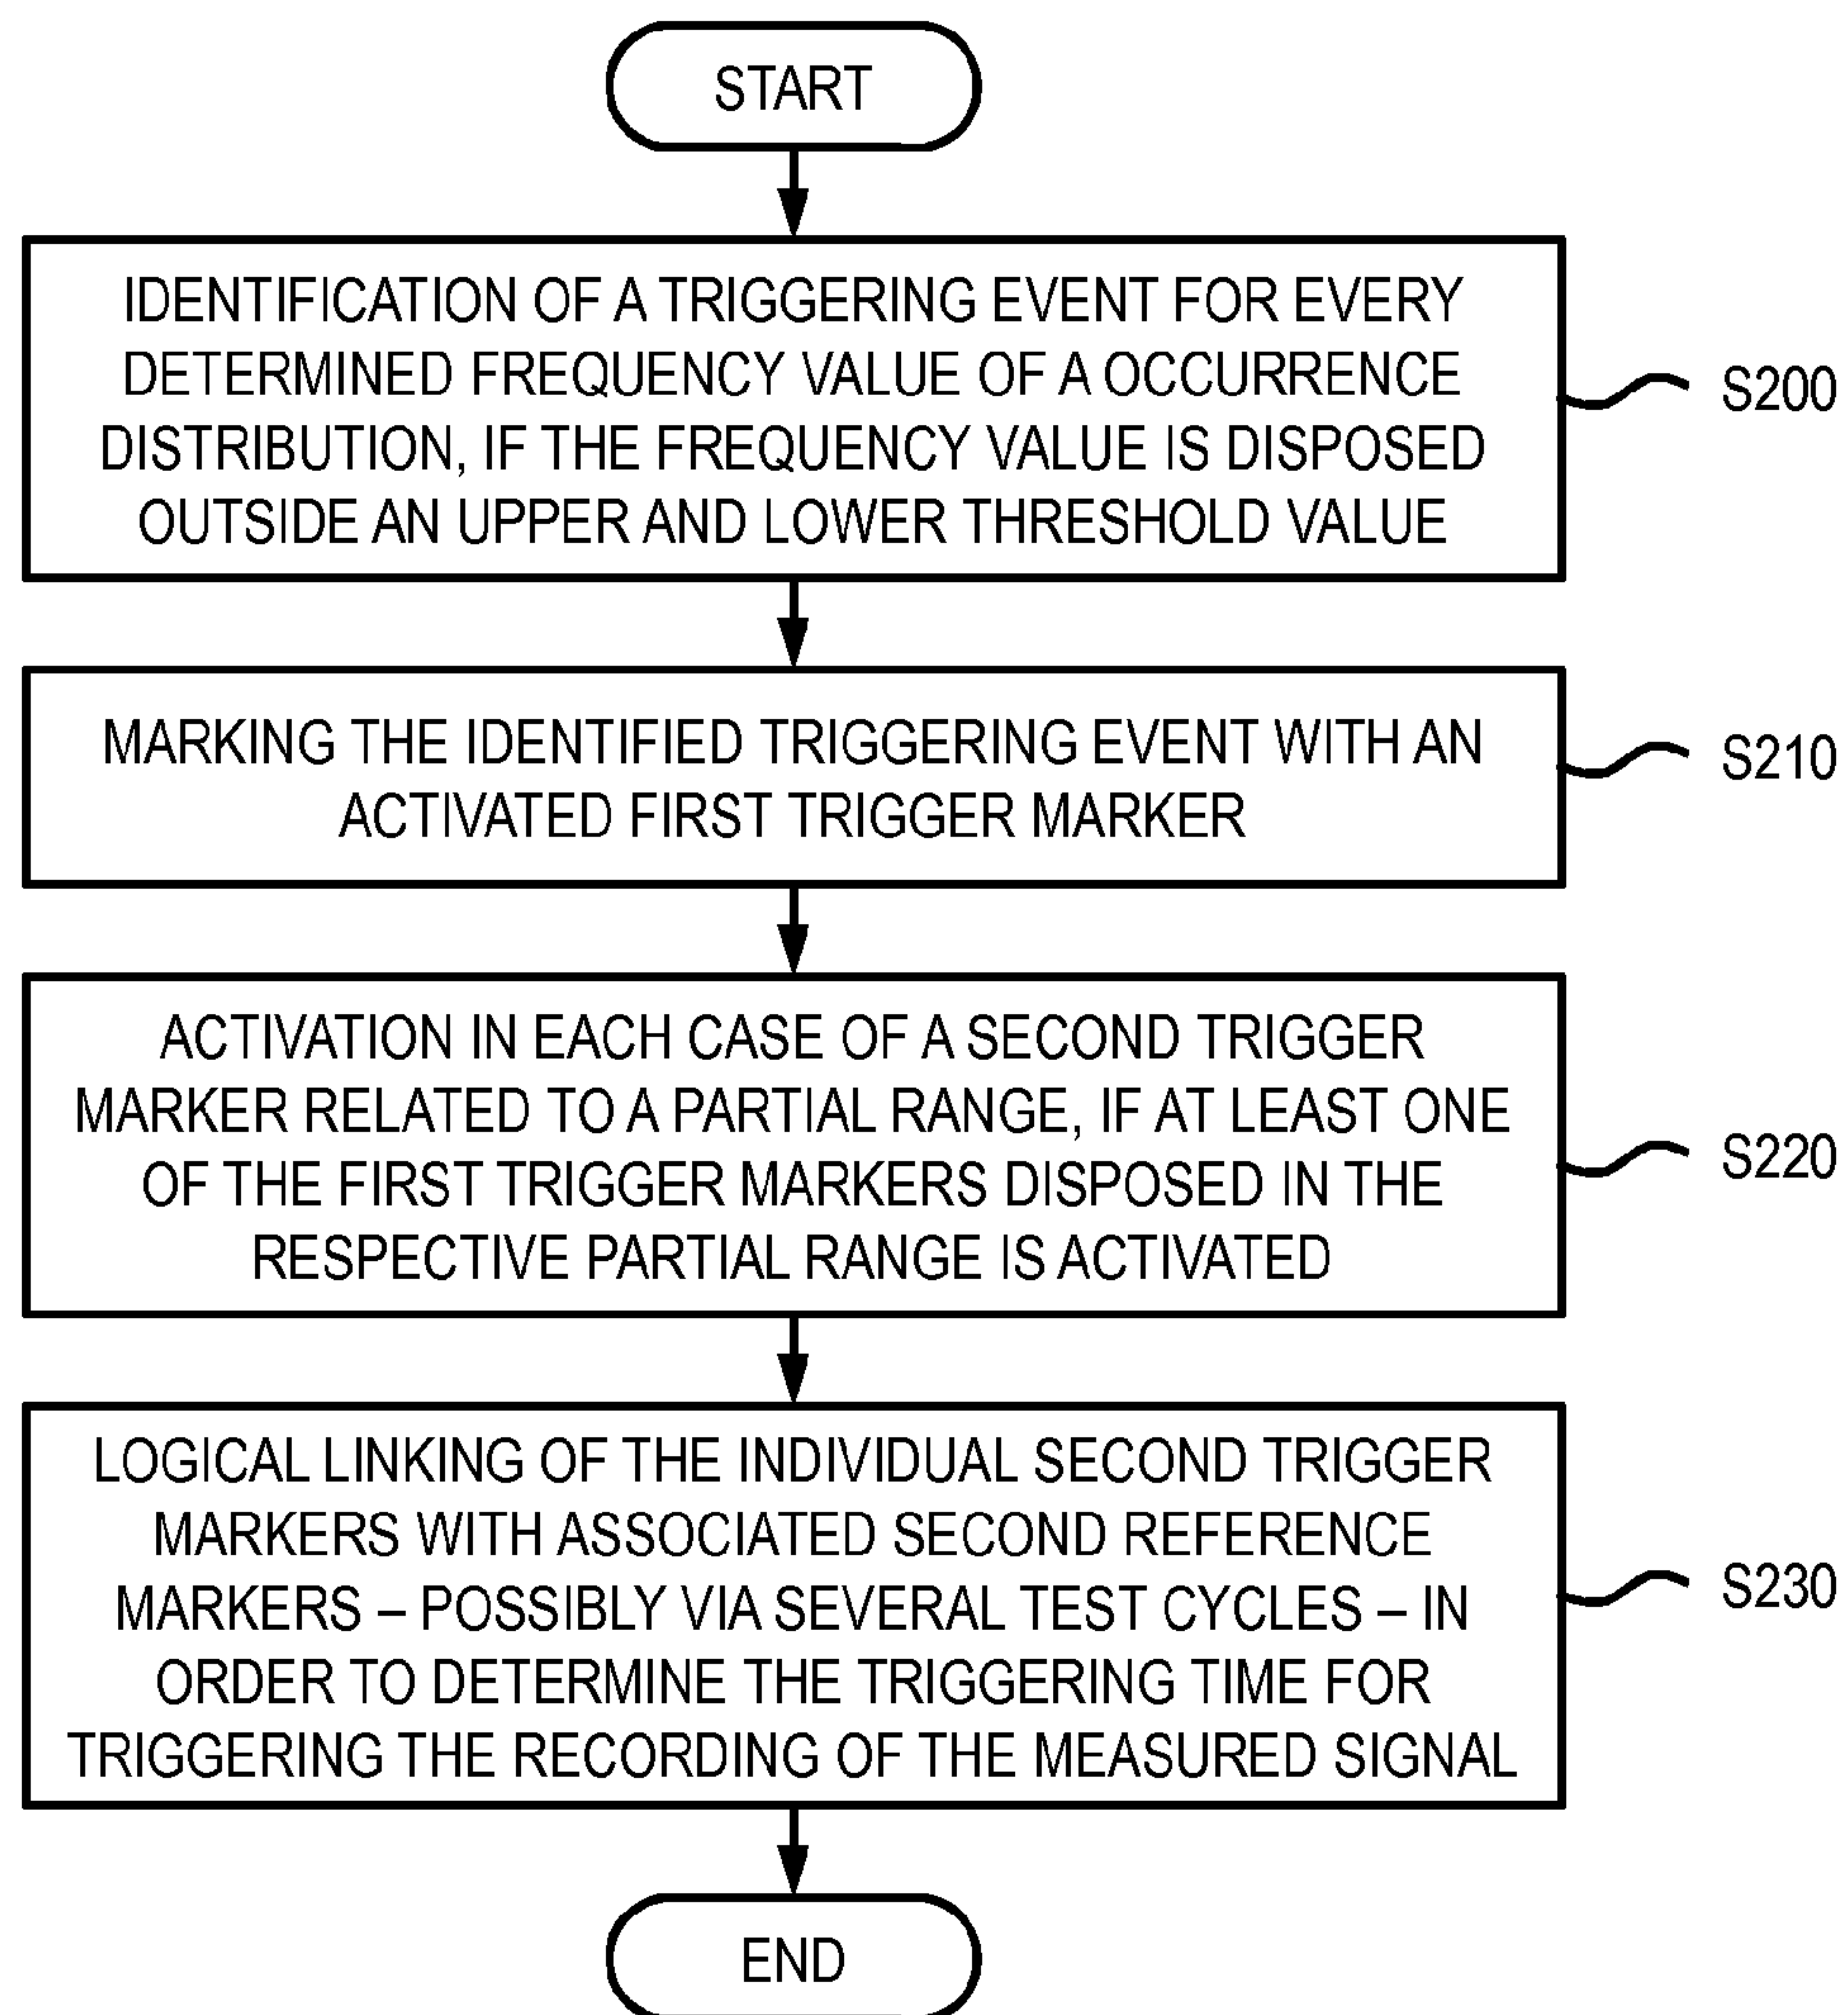 START
IDENTIFICATION OF A TRIGGERING EVENT FOR EVERY
DETERMINED FREQUENCY VALUE OF A OCCURRENCE
DISTRIBUTION, IF THE FREQUENCY VALUE IS DISPOSED
OUTSIDE AN UPPER AND LOWER THRESHOLD VALUE
S200
MARKING THE IDENTIFIED TRIGGERING EVENT WITH AN
ACTIVATED FIRST TRIGGER MARKER
S210
ACTIVATION IN EACH CASE OF A SECOND TRIGGER
MARKER RELATED TO A PARTIAL RANGE, IF AT LEAST ONE
OF THE FIRST TRIGGER MARKERS DISPOSED IN THE
RESPECTIVE PARTIAL RANGE IS ACTIVATED
S220
LOGICAL LINKING OF THE INDIVIDUAL SECOND TRIGGER
MARKERS WITH ASSOCIATED SECOND REFERENCE
MARKERS – POSSIBLY VIA SEVERAL TEST CYCLES – IN
ORDER TO DETERMINE THE TRIGGERING TIME FOR
TRIGGERING THE RECORDING OF THE MEASURED SIGNAL
S230
END